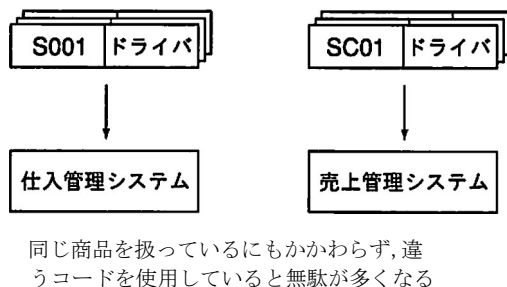 S001 ドライバ
SC01 ドライバ
仕入管理システム
売上管理システム
同じ商品を扱っているにもかかわらず,違
うコードを使用していると無駄が多くなる